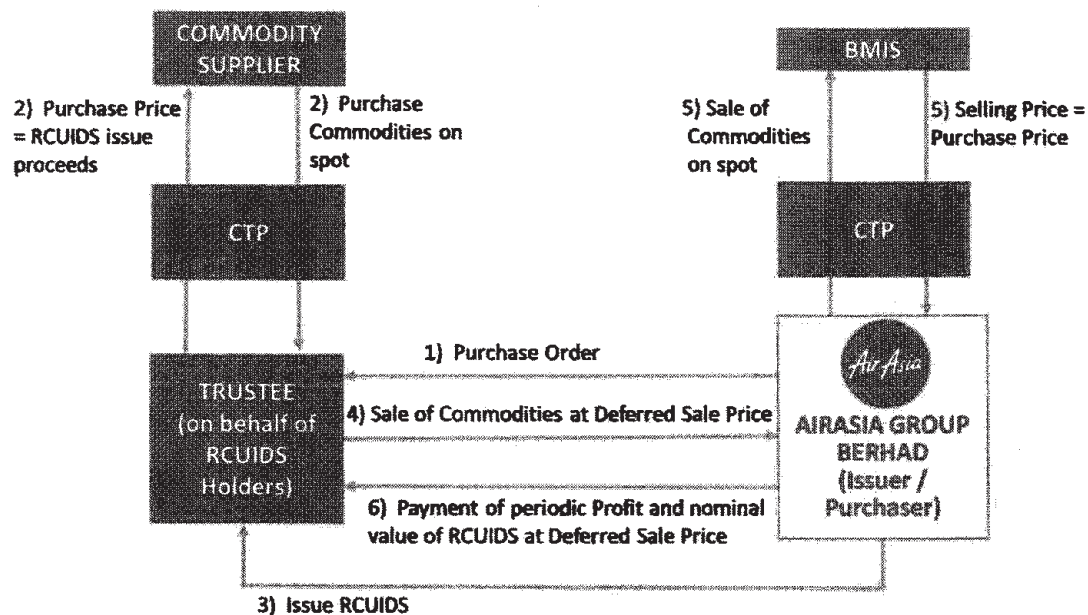 COMMODITY
SUPPLIER
BMIS
2) Purchase Price
= RCUIDS issue
proceeds
2) Purchase
Commodities on
spot
5) Sale of
Commodities
on spot
5) Selling Price =
Purchase Price
CTP
CTP
1) Purchase Order
TRUSTEE
(on behalf of
RCUIDS
Holders)
4) Sale of Commodities at Deferred Sale Price
Air Asia
AIRASIA GROUP
BERHAD
(Issuer /
Purchaser)
6) Payment of periodic Profit and nominal
value of RCUIDS at Deferred Sale Price
3) Issue RCUIDS